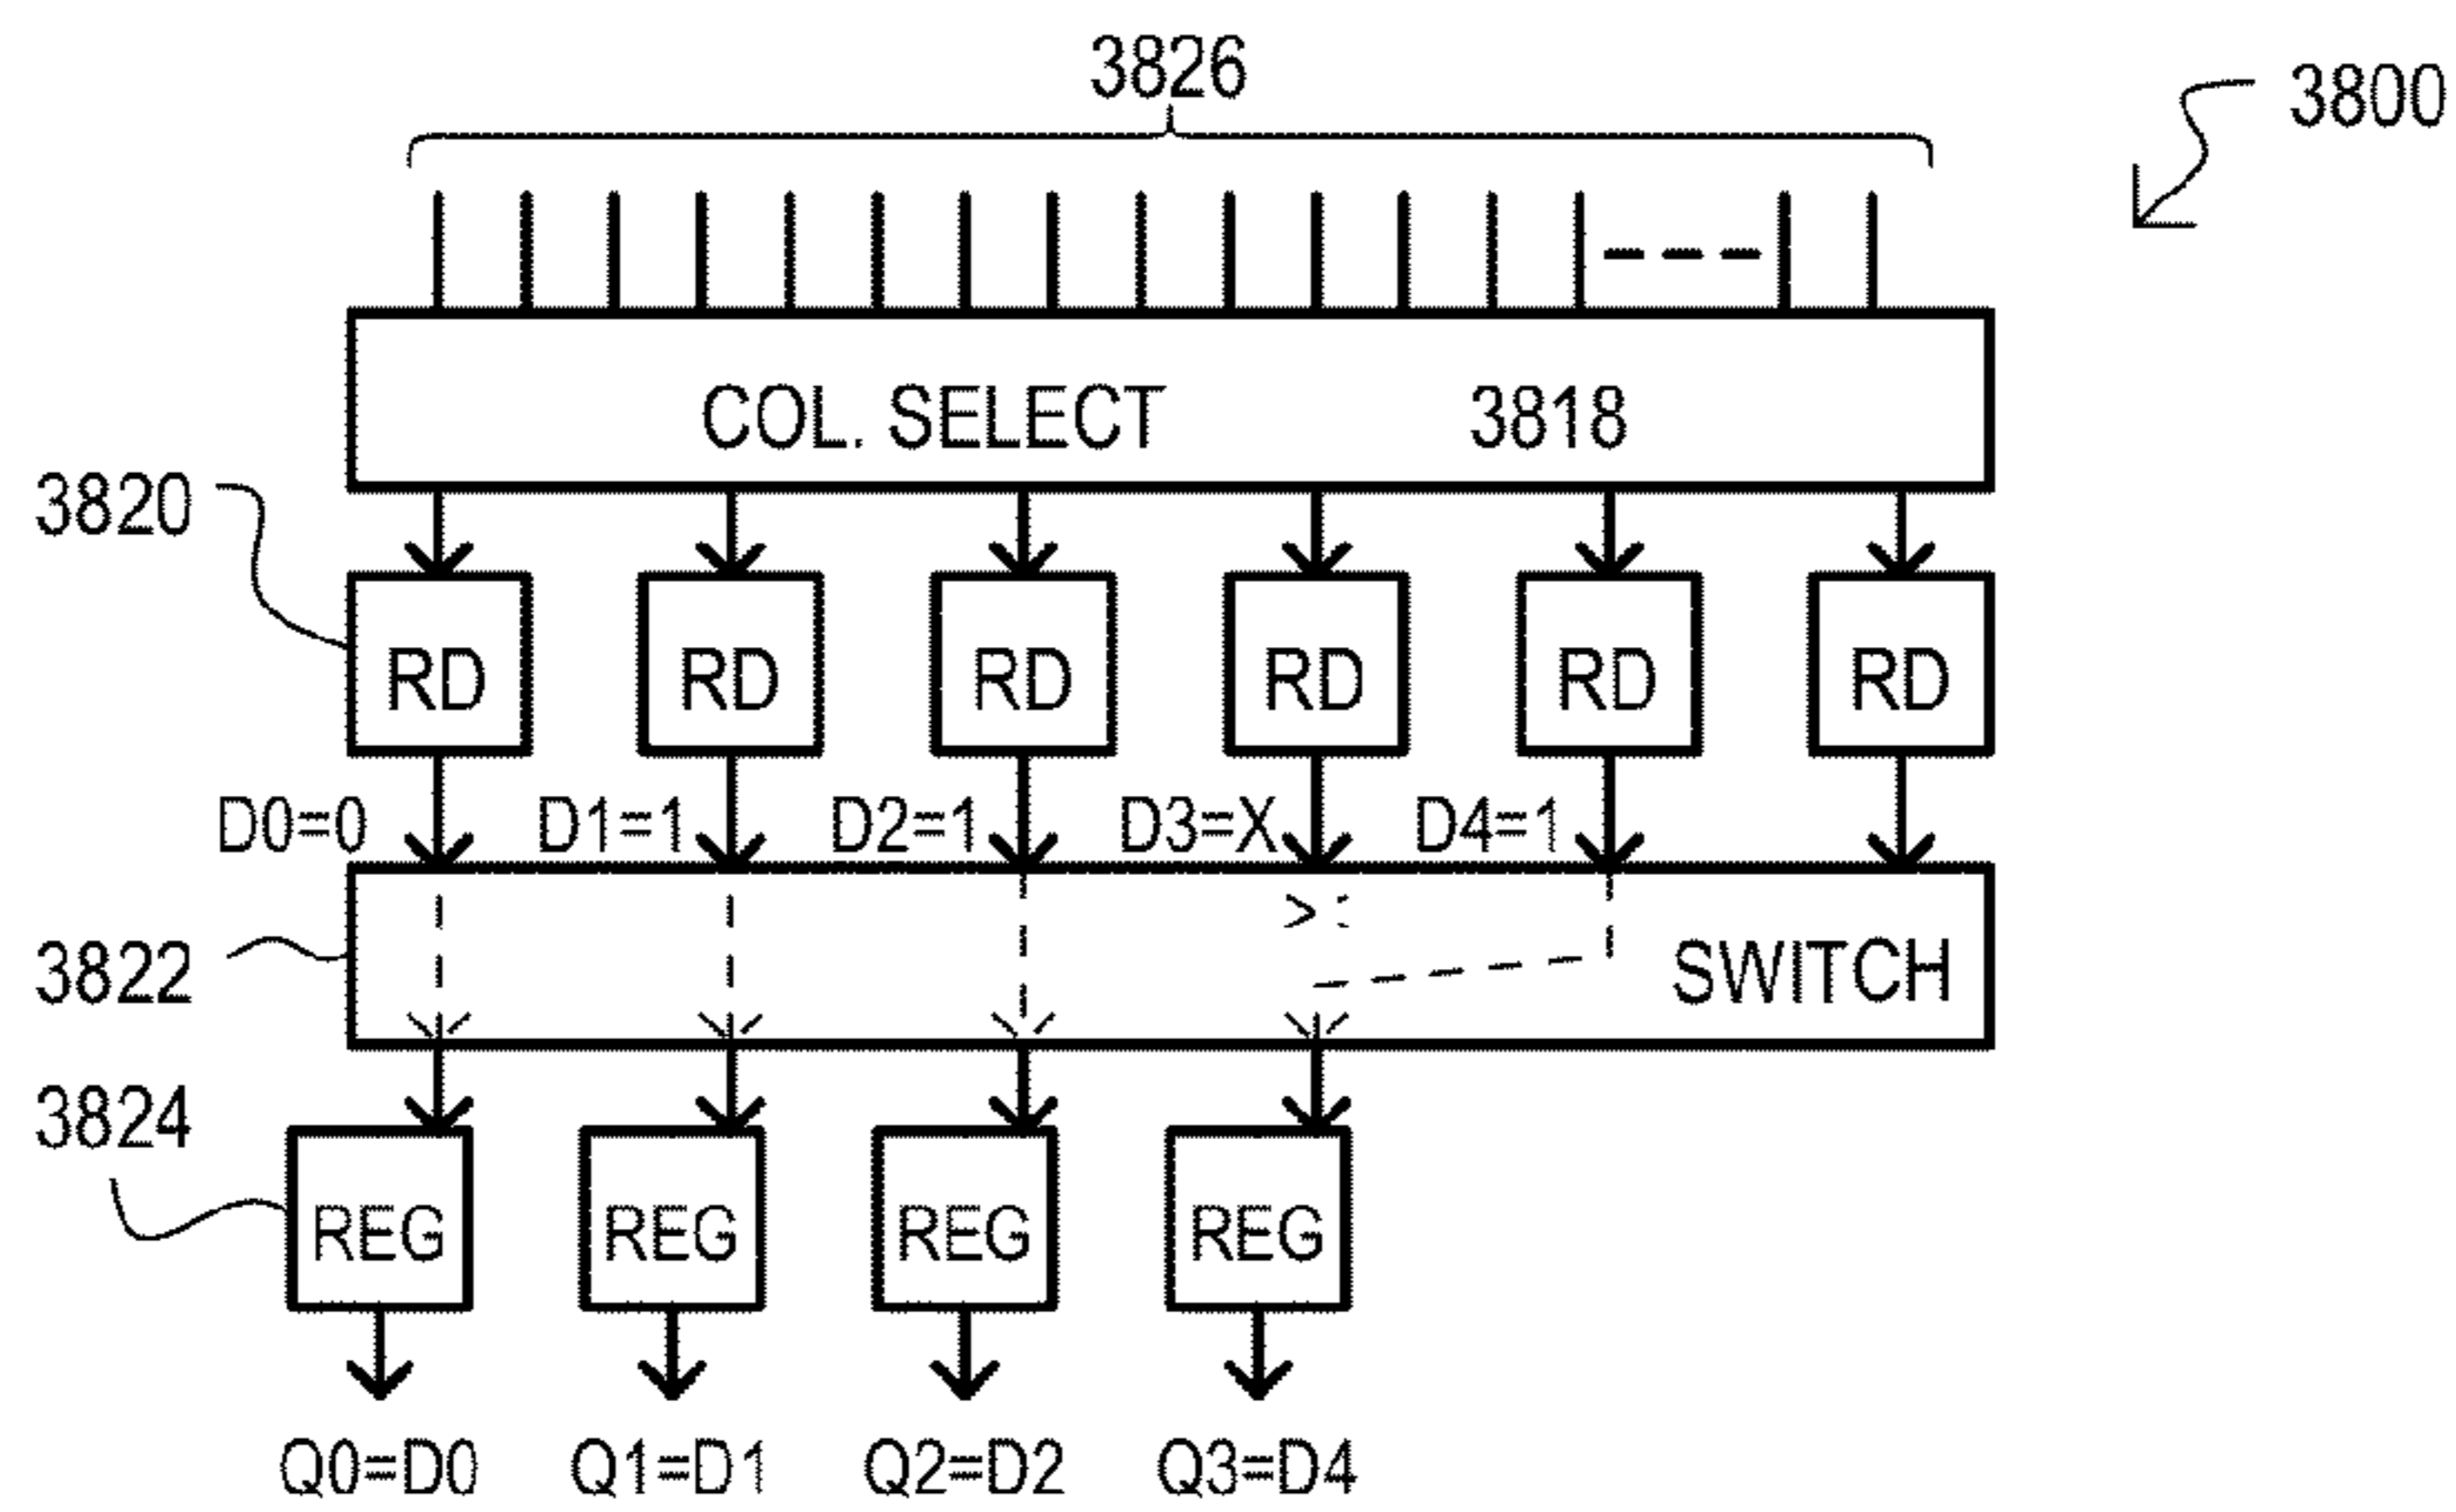 3826
3800
COL. SELECT 3818
3820
RD RD RD RD RD RD
D0=0 D1=1 D2=1 D3=X D4=1
3822
SWITCH
3824
REG REG REG REG
Q0=D0 Q1=D1 Q2=D2 Q3=D4